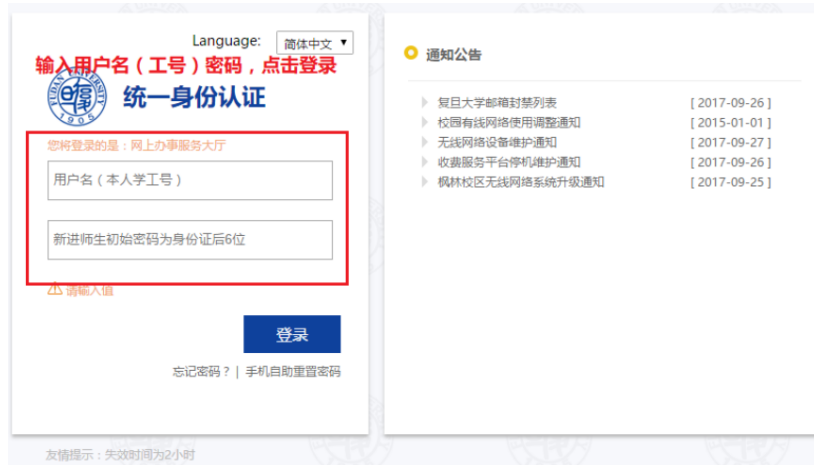 Language: 简体中文
输入用户名（工号）密码，点击登录
统一身份认证
FUDAN UNIVERSITY
1905
您将登录的是：网上办事服务大厅
用户名（本人学工号）
新进师生初始密码为身份证后6位
请输入值
登录
忘记密码？| 手机自助重置密码
友情提示：失效时间为2小时
通知公告
复旦大学邮箱封禁列表 [ 2017-09-26 ]
校园有线网络使用调整通知 [ 2015-01-01 ]
无线网络设备维护通知 [ 2017-09-27 ]
收费服务平台停机维护通知 [ 2017-09-26 ]
枫林校区无线网络系统升级通知 [ 2017-09-25 ]